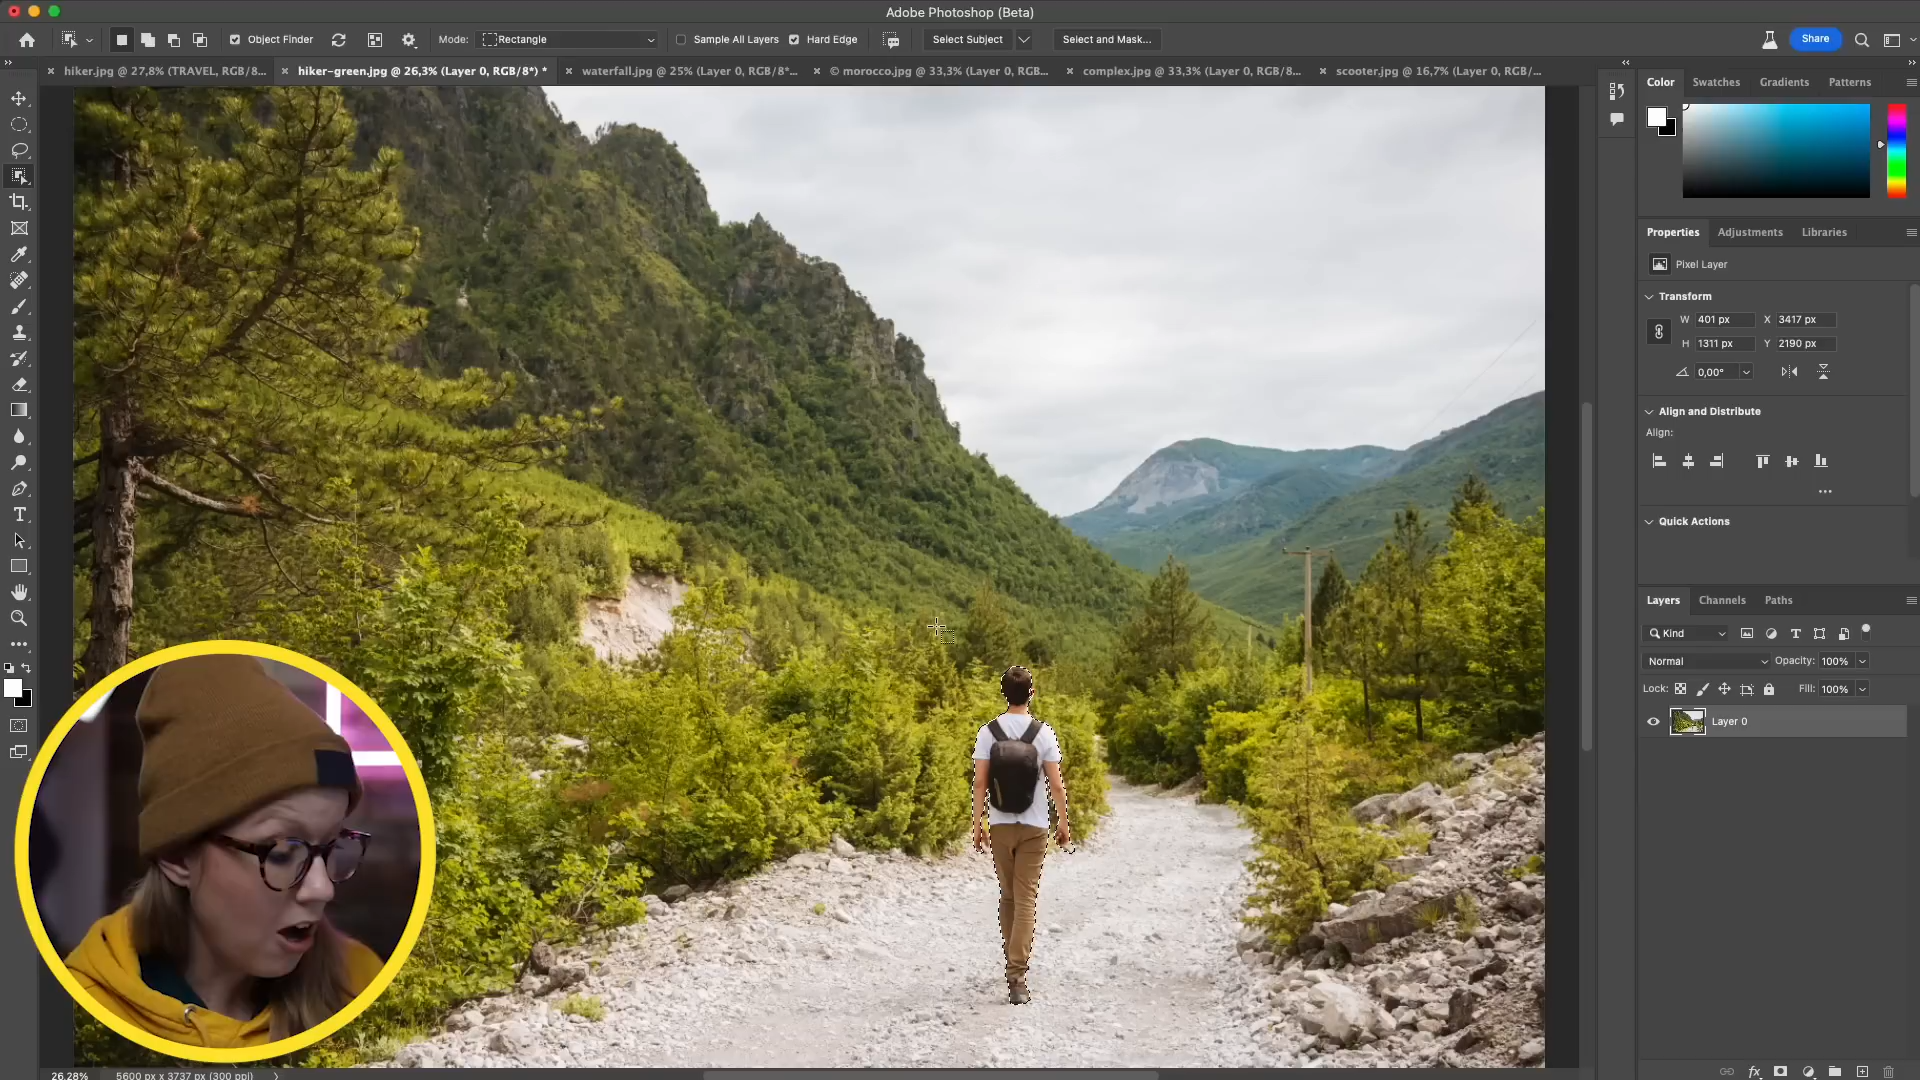 Adobe Photoshop (Beta)
Object Finder
Mode:
Rectangle
Sample All Layers
Hard Edge
Select Subject
Select and Mask...
Share
hiker.jpg @ 27,8% (TRAVEL, RGB/8...
hiker-green.jpg @ 26,3% (Layer 0, RGB/8*) *
waterfall.jpg @ 25% (Layer 0, RGB/8*...
© morocco.jpg @ 33,3% (Layer 0, RGB...
complex.jpg @ 33,3% (Layer 0, RGB/8...
scooter.jpg @ 16,7% (Layer 0, RGB/...
Color
Swatches
Gradients
Patterns
Properties
Adjustments
Libraries
Pixel Layer
Transform
W 401 px X 3417 px
H 1311 px Y 2190 px
0,00°
Align and Distribute
Align:
Quick Actions
Layers
Channels
Paths
Kind
Normal
Opacity: 100%
Lock:
Fill: 100%
Layer 0
26.28%
5600 px x 3737 px (300 ppi)